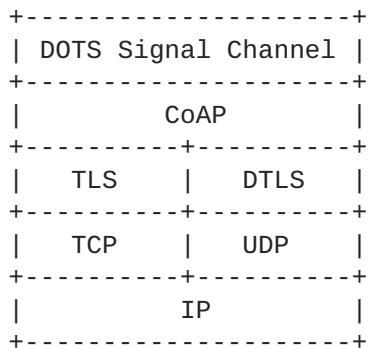 +---------------------+
| DOTS Signal Channel |
+---------------------+
|         CoAP        |
+----------+----------+
|   TLS    |   DTLS   |
+----------+----------+
|   TCP    |   UDP    |
+----------+----------+
|          IP         |
+---------------------+